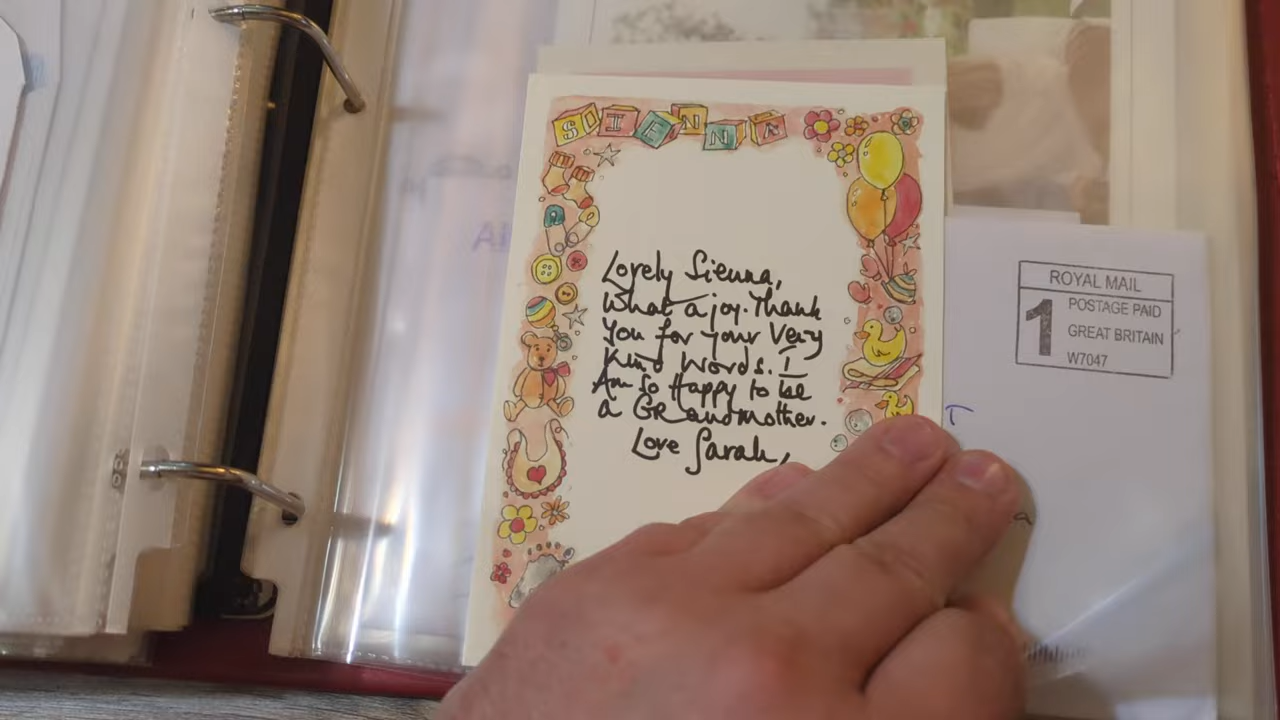 SIENNA
Lovely Sienna,
What a joy. Thank
You for your Very
Kind Words. I
Am so Happy to be
a GRandmother.
Love Sarah,
ROYAL MAIL
1
POSTAGE PAID
GREAT BRITAIN
W7047